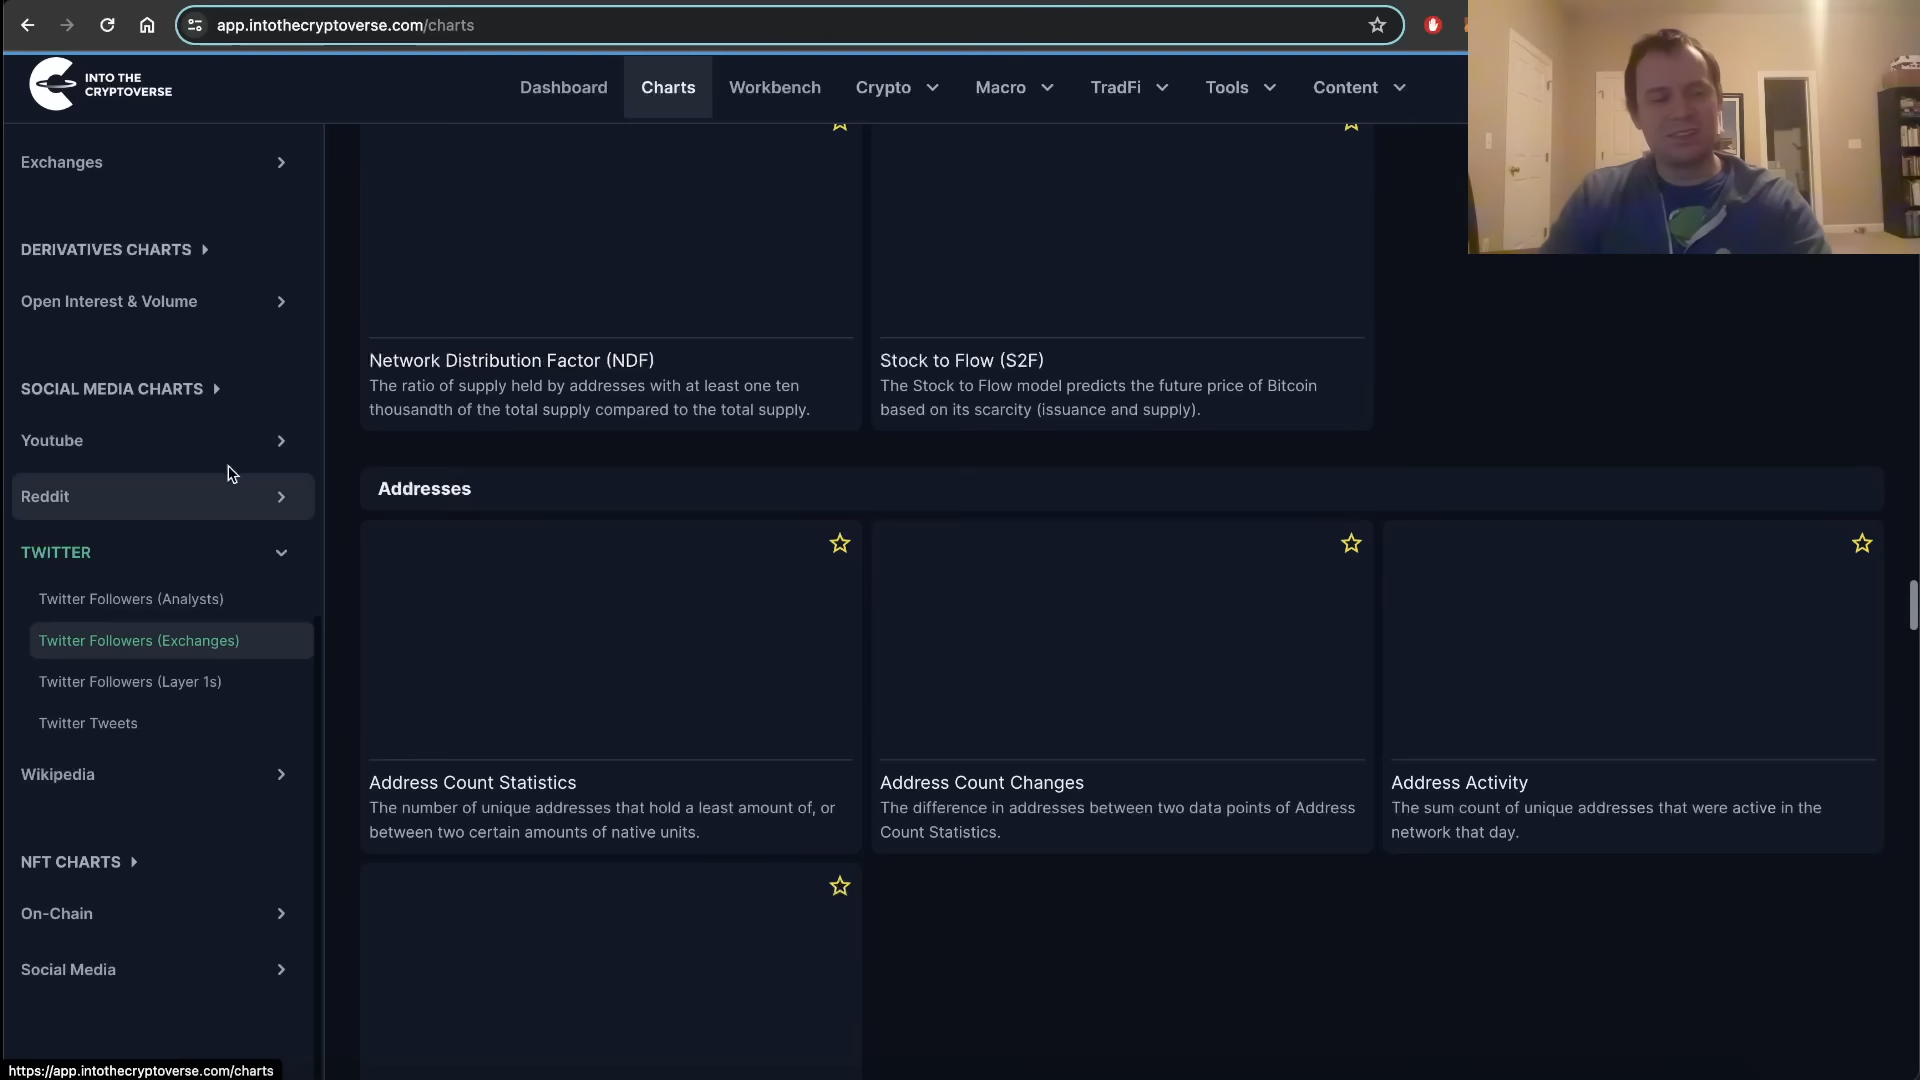 app.intothecryptoverse.com/charts
INTO THE
CRYPTOVERSE
Dashboard
Charts
Workbench
Crypto
Macro
TradFi
Tools
Content
Exchanges
DERIVATIVES CHARTS
Open Interest & Volume
SOCIAL MEDIA CHARTS
Youtube
Reddit
TWITTER
Twitter Followers (Analysts)
Twitter Followers (Exchanges)
Twitter Followers (Layer 1s)
Twitter Tweets
Wikipedia
NFT CHARTS
On-Chain
Social Media
Network Distribution Factor (NDF)
The ratio of supply held by addresses with at least one ten
thousandth of the total supply compared to the total supply.
Stock to Flow (S2F)
The Stock to Flow model predicts the future price of Bitcoin
based on its scarcity (issuance and supply).
Addresses
Address Count Statistics
The number of unique addresses that hold a least amount of, or
between two certain amounts of native units.
Address Count Changes
The difference in addresses between two data points of Address
Count Statistics.
Address Activity
The sum count of unique addresses that were active in the
network that day.
https://app.intothecryptoverse.com/charts